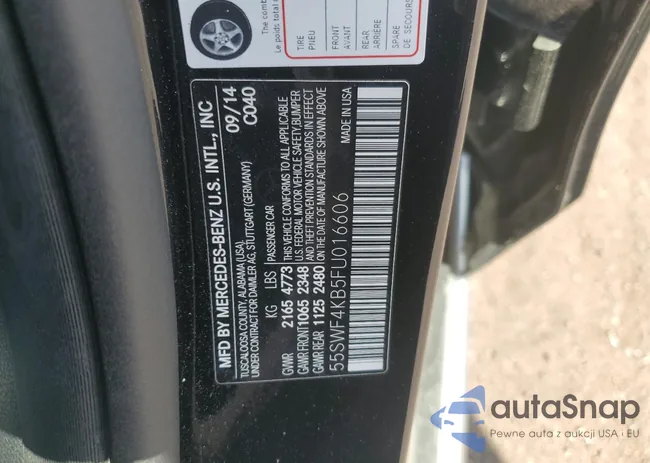 The comb
Le poids total m
TIRE
PNEU
FRONT
AVANT
REAR
ARRIÈRE
SPARE
DE SECOURS
MFD BY MERCEDES-BENZ U.S. INTL., INC
TUSCALOOSA COUNTY, ALABAMA (USA)
UNDER CONTRACT FOR DAIMLER AG, STUTTGART (GERMANY)
09/14
C040
KG LBS PASSENGER CAR
GVWR 2165 4773
GAWR FRONT 1065 2348
GAWR REAR 1125 2480
THIS VEHICLE CONFORMS TO ALL APPLICABLE
U.S. FEDERAL MOTOR VEHICLE SAFETY, BUMPER
AND THEFT PREVENTION STANDARDS IN EFFECT
ON THE DATE OF MANUFACTURE SHOWN ABOVE
55SWF4KB5FU016606
MADE IN USA
autaSnap
Pewne auta z aukcji USA i EU